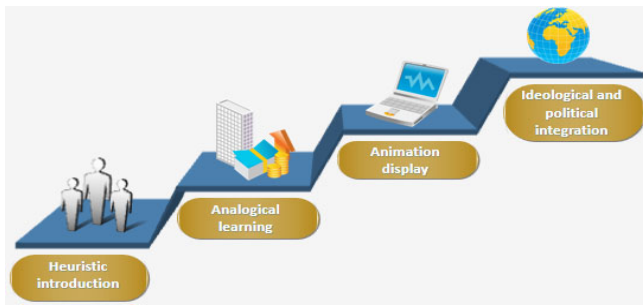 Heuristic
introduction
Analogical
learning
Animation
display
Ideological and
political
integration